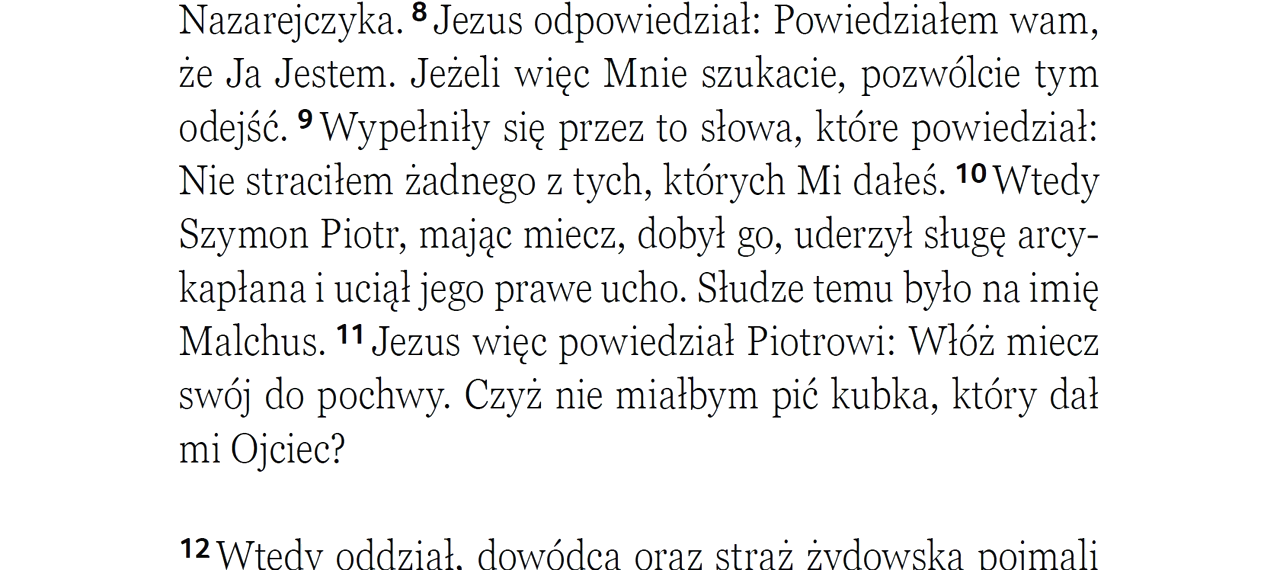 Nazarejczyka. 8 Jezus odpowiedział: Powiedziałem wam,
że Ja Jestem. Jeżeli więc Mnie szukacie, pozwólcie tym
odejść. 9 Wypełniły się przez to słowa, które powiedział:
Nie straciłem żadnego z tych, których Mi dałeś. 10 Wtedy
Szymon Piotr, mając miecz, dobył go, uderzył sługę arcy-
kapłana i uciął jego prawe ucho. Słudze temu było na imię
Malchus. 11 Jezus więc powiedział Piotrowi: Włóż miecz
swój do pochwy. Czyż nie miałbym pić kubka, który dał
mi Ojciec?
12 Wtedy oddział, dowódca oraz straż żydowska pojmali